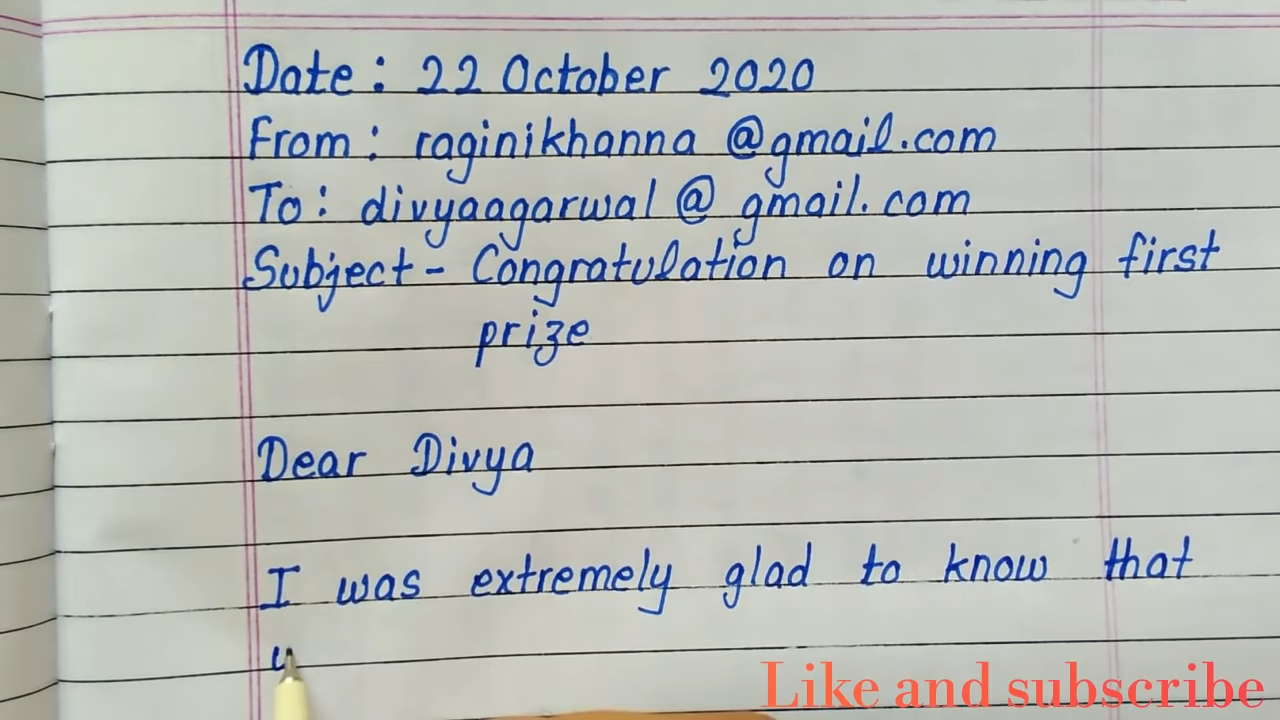 Date : 22 October 2020
From : raginikhanna @gmail.com
To : divyaagarwal @ gmail. com
Subject - Congratulation on winning first
prize
Dear Divya
I was extremely glad to know that
Like and subscribe